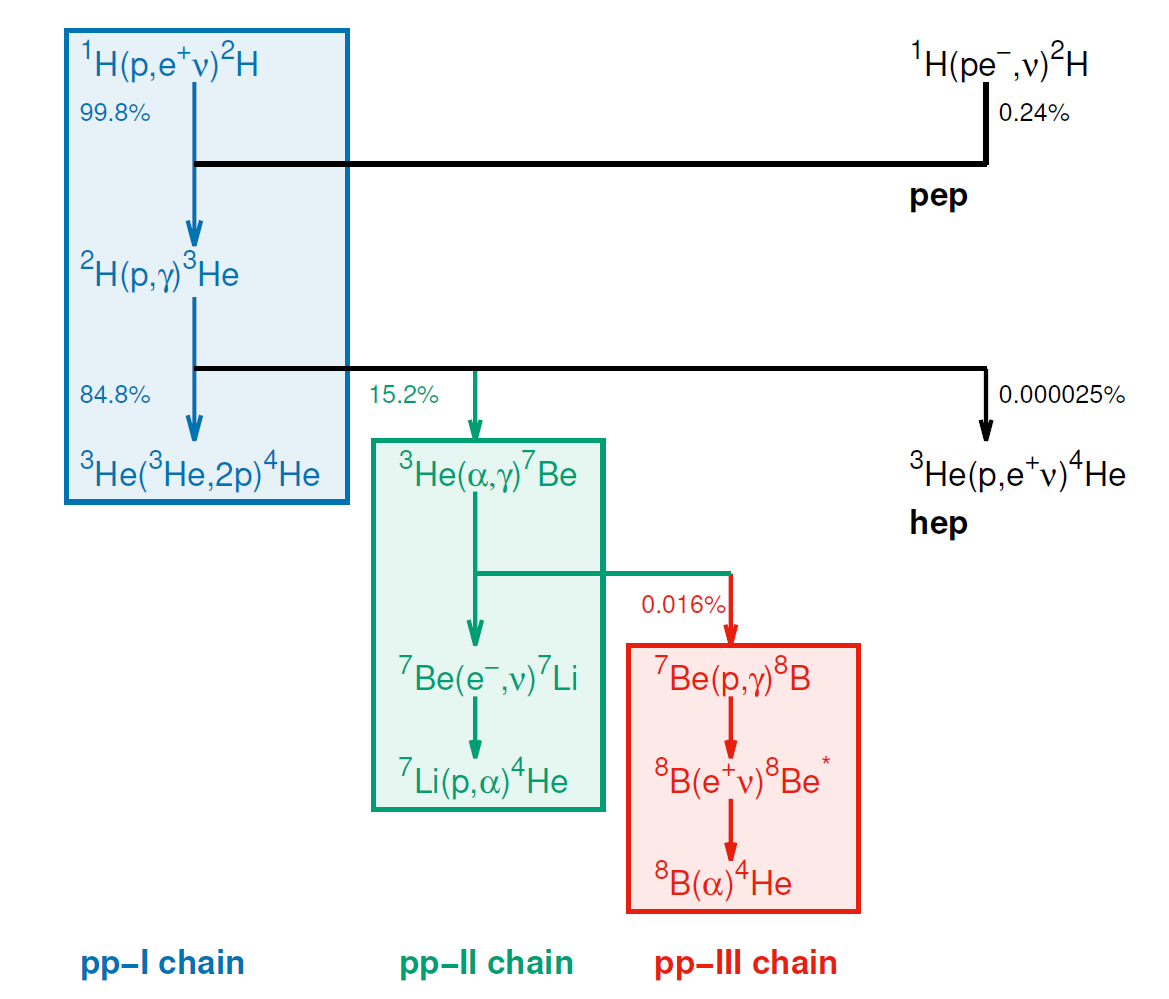 ¹H(p,e⁺ν)²H
99.8%
¹H(pe⁻,ν)²H
0.24%
pep
²H(p,γ)³He
84.8%
15.2%
0.000025%
³He(³He,2p)⁴He
³He(α,γ)⁷Be
³He(p,e⁺ν)⁴He
hep
0.016%
⁷Be(e⁻,ν)⁷Li
⁷Be(p,γ)⁸B
⁷Li(p,α)⁴He
⁸B(e⁺ν)⁸Be*
⁸B(α)⁴He
pp–I chain
pp–II chain
pp–III chain